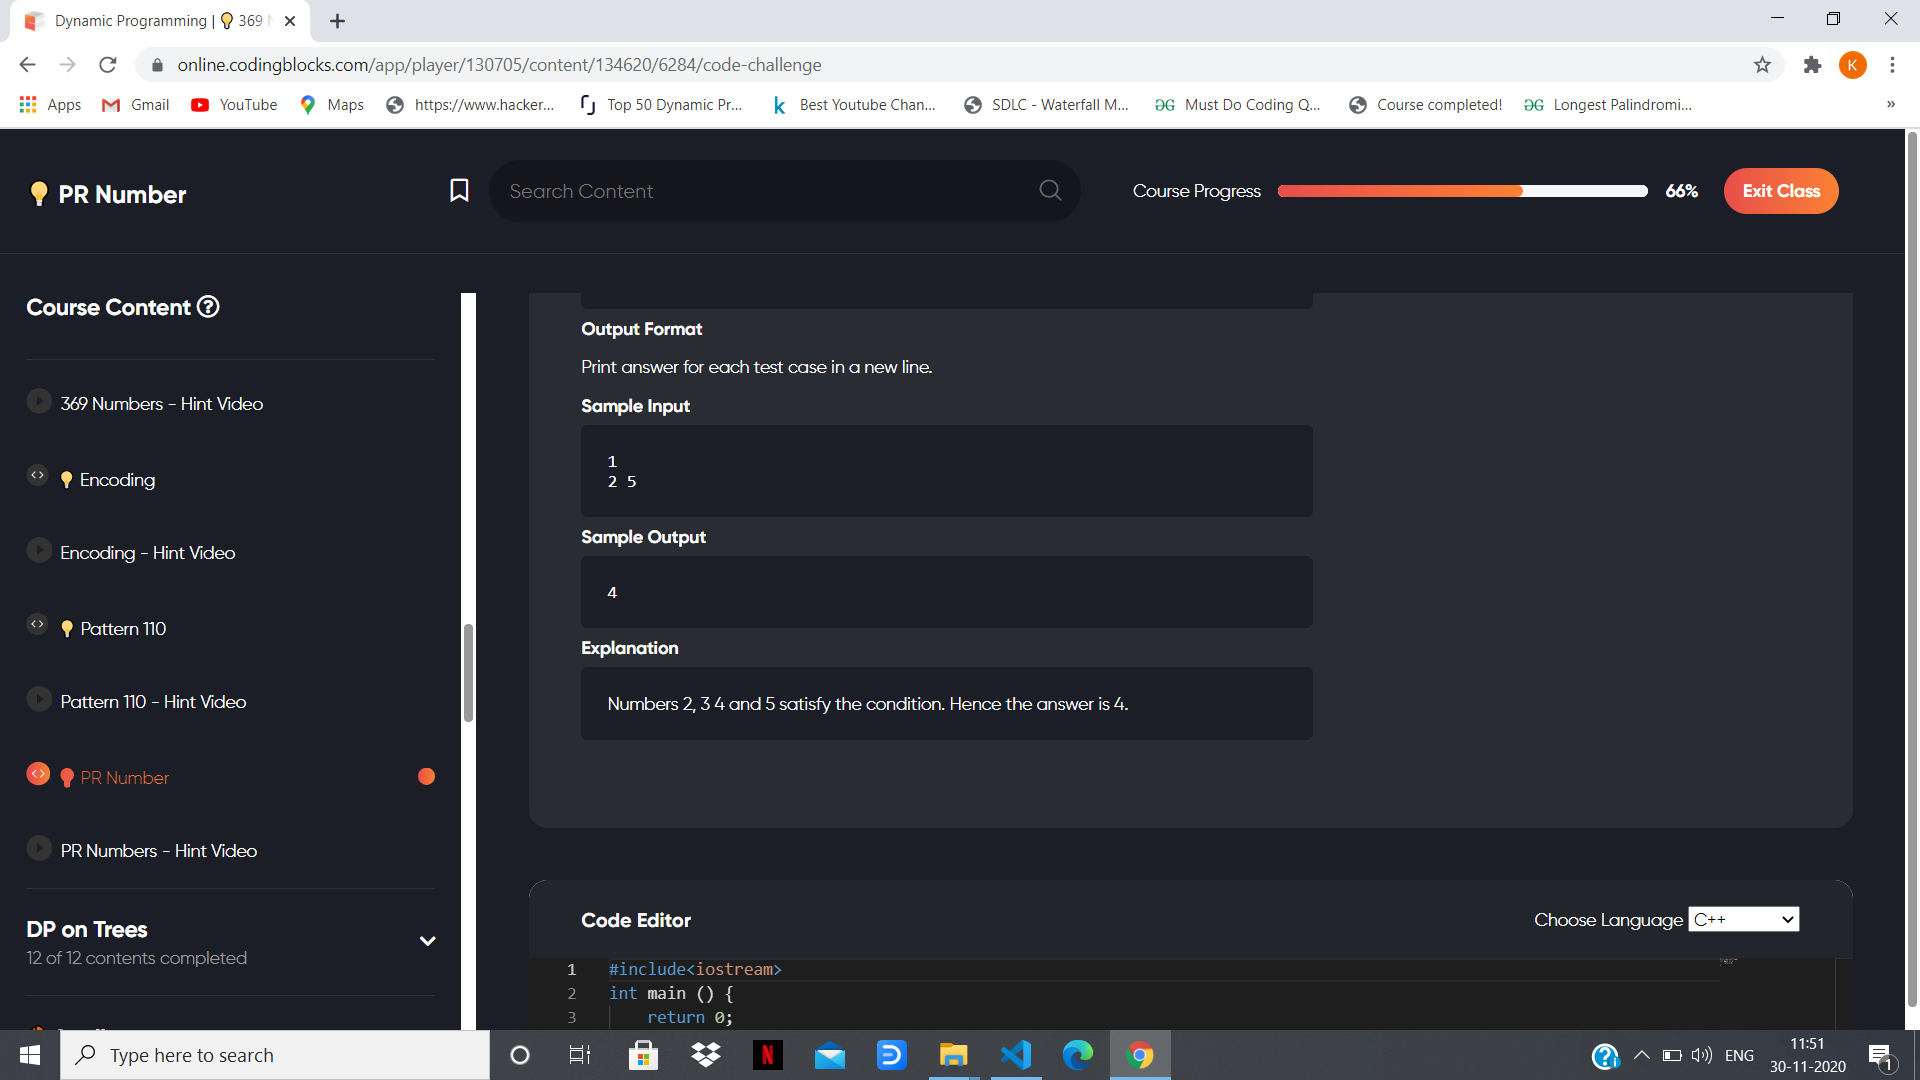 Dynamic Programming | 💡 369 N
online.codingblocks.com/app/player/130705/content/134620/6284/code-challenge
K
Apps Gmail YouTube Maps https://www.hacker... Top 50 Dynamic Pr... Best Youtube Chan... SDLC - Waterfall M... Must Do Coding Q... Course completed! Longest Palindromi... »
💡 PR Number
Search Content
Course Progress 66%
Exit Class
Course Content
369 Numbers - Hint Video
💡 Encoding
Encoding - Hint Video
💡 Pattern 110
Pattern 110 - Hint Video
💡 PR Number
PR Numbers - Hint Video
DP on Trees
12 of 12 contents completed
Output Format
Print answer for each test case in a new line.
Sample Input
1
2 5
Sample Output
4
Explanation
Numbers 2, 3 4 and 5 satisfy the condition. Hence the answer is 4.
Code Editor
Choose Language C++
1 #include<iostream>
2 int main () {
3 return 0;
Type here to search
ENG
11:51
30-11-2020
1